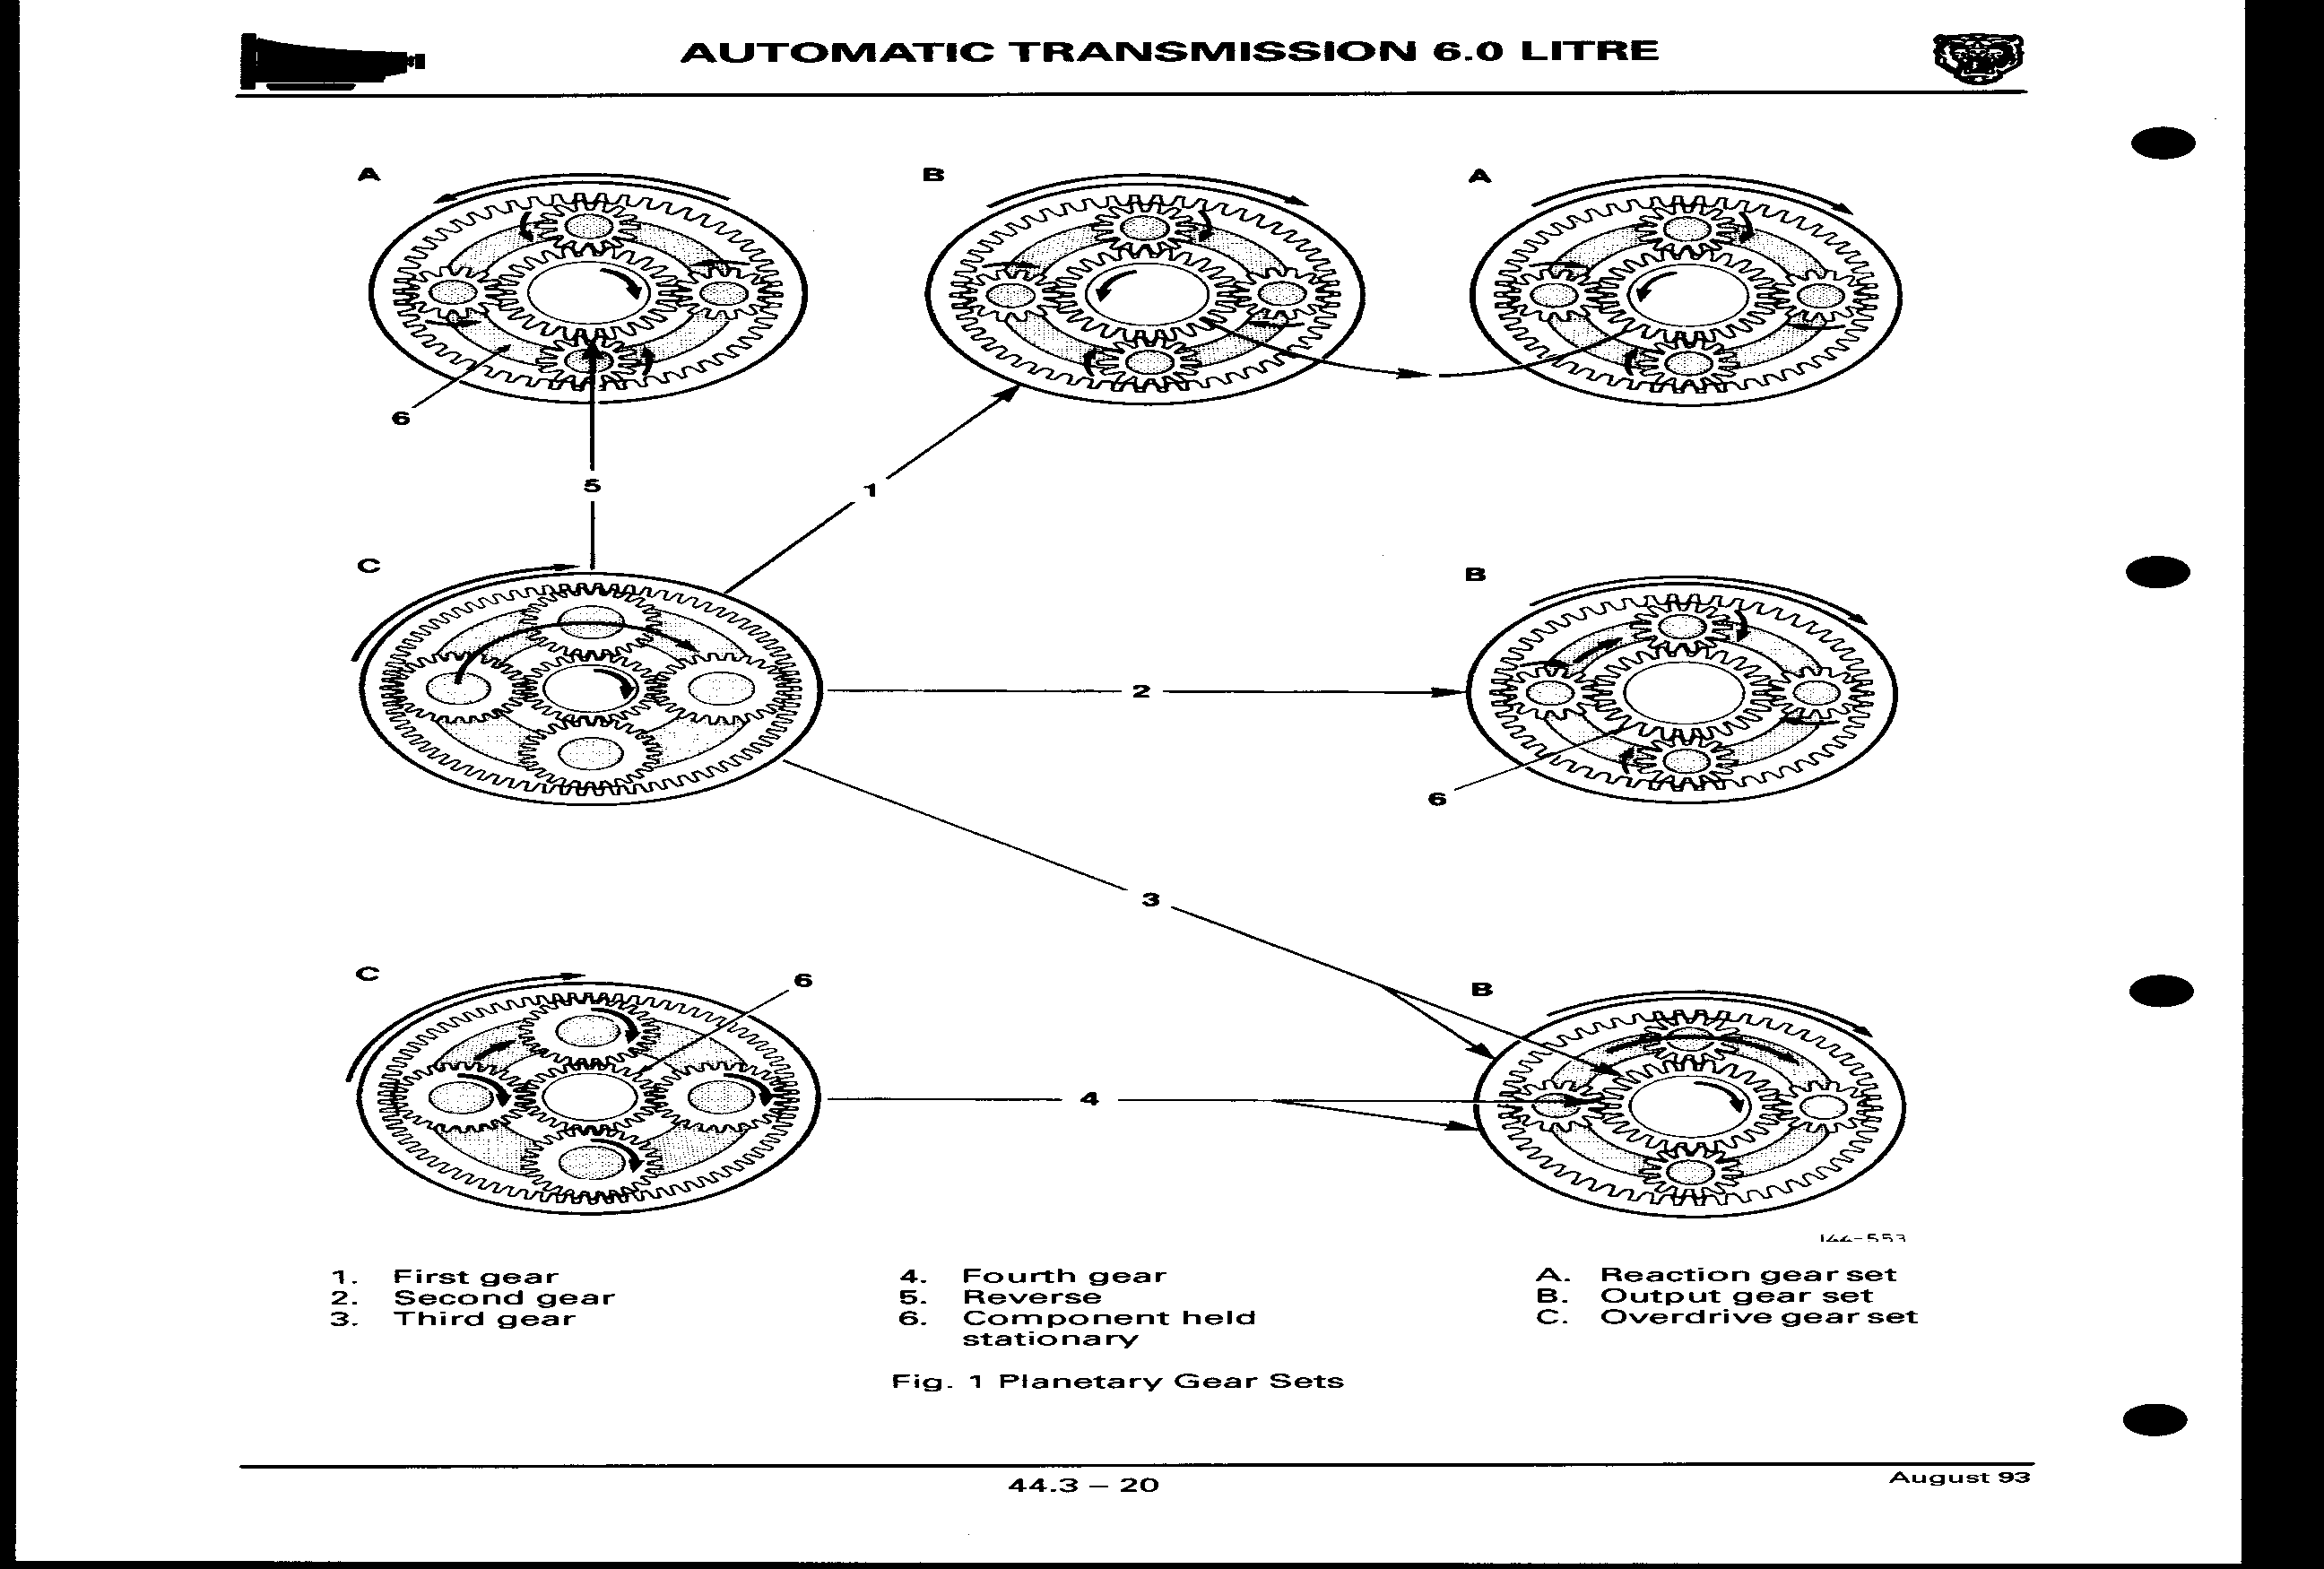 AUTOMATIC TRANSMISSION 6.0 LITRE
A
B
A
6
5
1
C
B
2
6
3
C
6
B
4
J44-553
1. First gear
2. Second gear
3. Third gear
4. Fourth gear
5. Reverse
6. Component held
stationary
A. Reaction gear set
B. Output gear set
C. Overdrive gear set
Fig. 1 Planetary Gear Sets
44.3 – 20
August 93